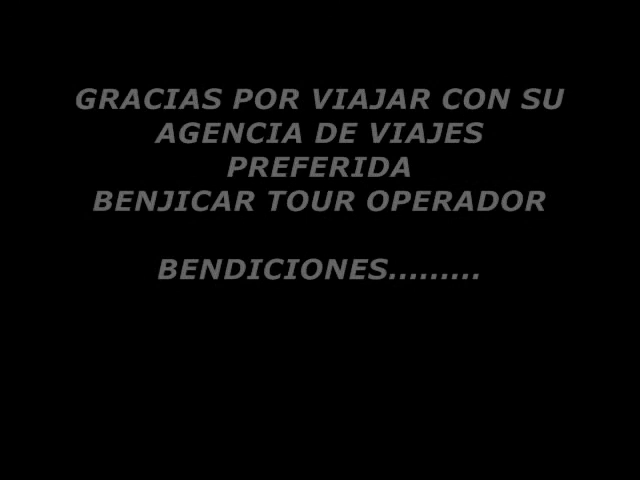 GRACIAS POR VIAJAR CON SU
AGENCIA DE VIAJES
PREFERIDA
BENJICAR TOUR OPERADOR
BENDICIONES.........